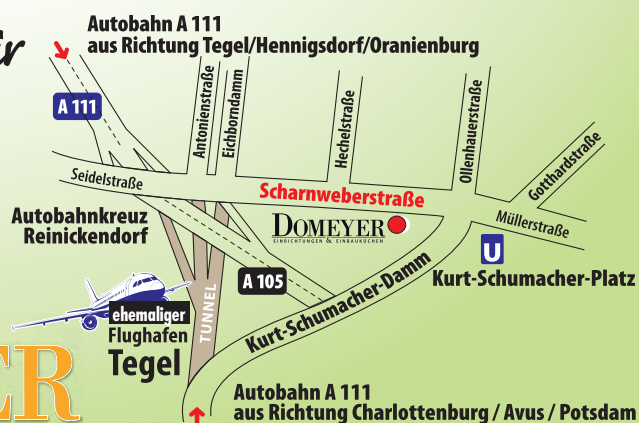 Autobahn A 111
aus Richtung Tegel/Hennigsdorf/Oranienburg
A 111
Antonienstraße
Eichborndamm
Hechelstraße
Ollenhauerstraße
Gotthardstraße
Seidelstraße
Scharnweberstraße
Müllerstraße
Autobahnkreuz
Reinickendorf
DOMEYER
EINRICHTUNGEN & EINBAUKÜCHEN
U
Kurt-Schumacher-Platz
A 105
Kurt-Schumacher-Damm
TUNNEL
ehemaliger
Flughafen
Tegel
ER
Autobahn A 111
aus Richtung Charlottenburg / Avus / Potsdam